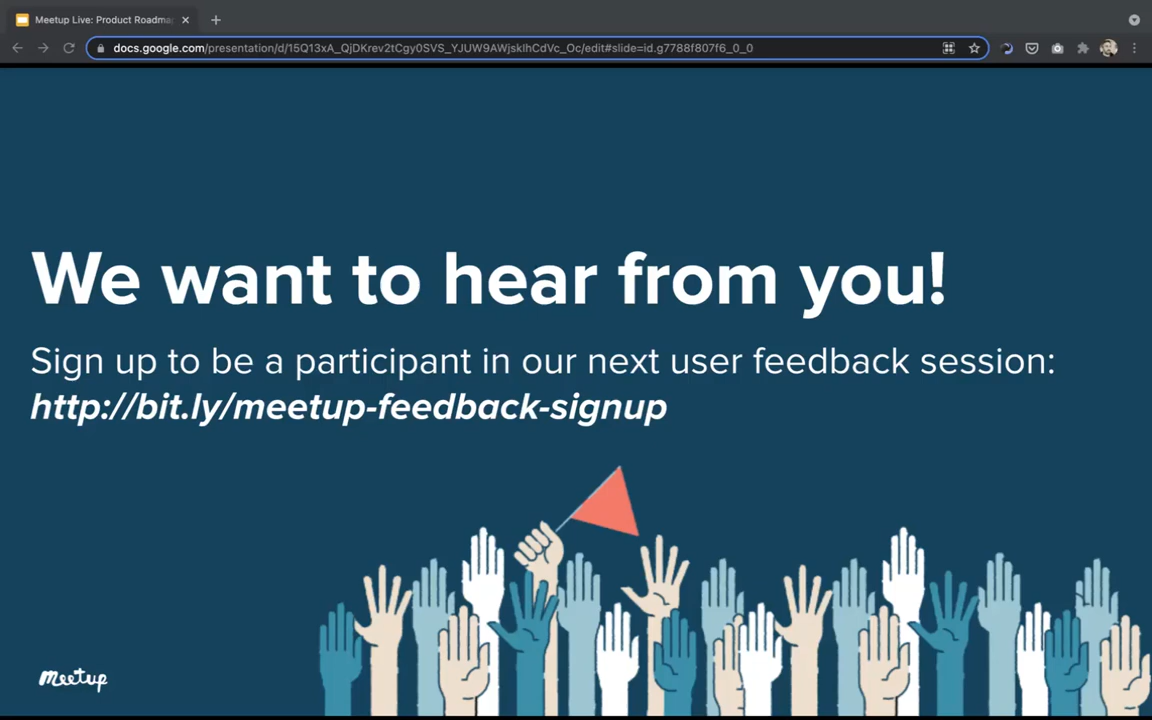 Meetup Live: Product Roadma
docs.google.com/presentation/d/15Q13xA_QjDKrev2tCgy0SVS_YJUW9AWjsklhCdVc_Oc/edit#slide=id.g7788f807f6_0_0
We want to hear from you!
Sign up to be a participant in our next user feedback session:
http://bit.ly/meetup-feedback-signup
meetup